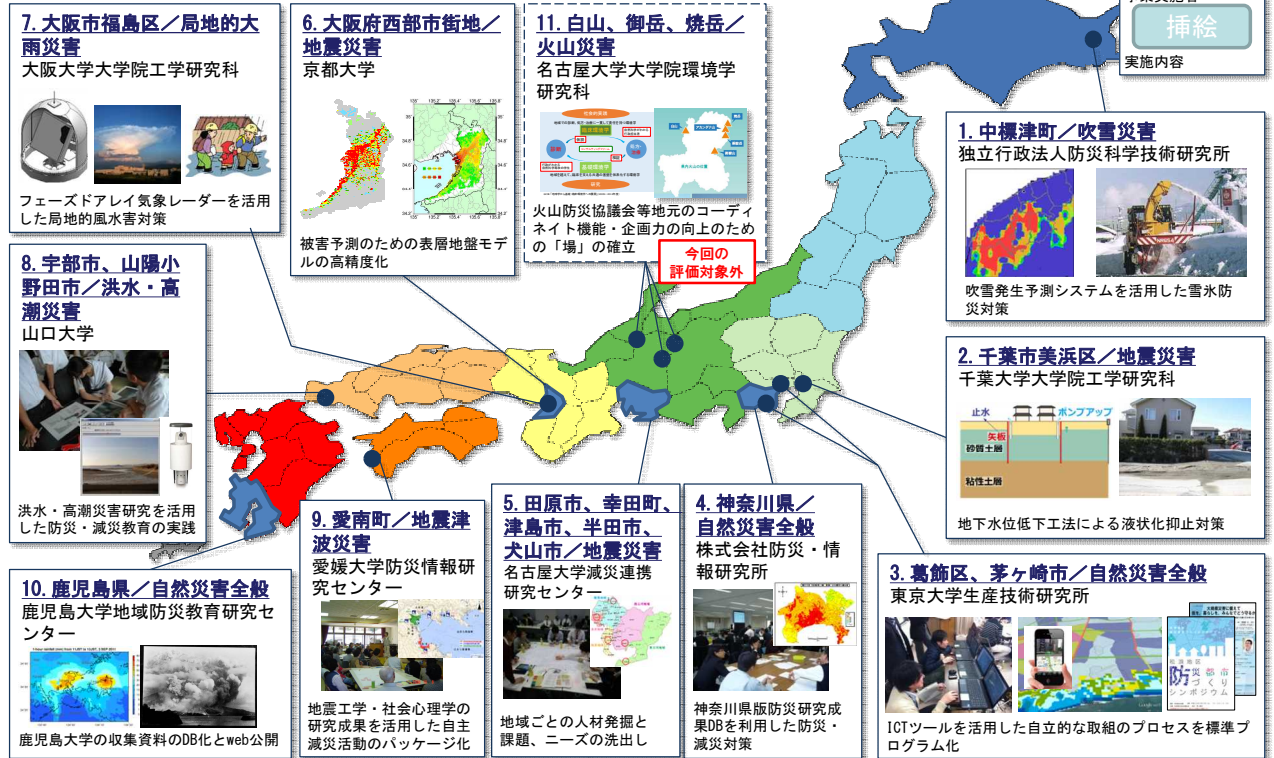 7. 大阪市福島区／局地的大
雨災害
大阪大学大学院工学研究科
フェーズドアレイ気象レーダーを活用
した局地的風水害対策
6. 大阪府西部市街地／
地震災害
京都大学
被害予測のための表層地盤モデ
ルの高精度化
11. 白山、御岳、焼岳／
火山災害
名古屋大学大学院環境学
研究科
火山防災協議会等地元のコーディ
ネイト機能・企画力の向上のため
の「場」の確立
今回の
評価対象外
挿絵
実施内容
1. 中標津町／吹雪災害
独立行政法人防災科学技術研究所
吹雪発生予測システムを活用した雪氷防
災対策
8. 宇部市、山陽小
野田市／洪水・高
潮災害
山口大学
洪水・高潮災害研究を活用
した防災・減災教育の実践
2. 千葉市美浜区／地震災害
千葉大学大学院工学研究科
止水
ポンプアップ
矢板
砂質土層
粘性土層
地下水位低下工法による液状化抑止対策
10. 鹿児島県／自然災害全般
鹿児島大学地域防災教育研究セ
ンター
鹿児島大学の収集資料のDB化とweb公開
9. 愛南町／地震津
波災害
愛媛大学防災情報研
究センター
地震工学・社会心理学の
研究成果を活用した自主
減災活動のパッケージ化
5. 田原市、幸田町、
津島市、半田市、
犬山市／地震災害
名古屋大学減災連携
研究センター
地域ごとの人材発掘と
課題、ニーズの洗出し
4. 神奈川県／
自然災害全般
株式会社防災・情
報研究所
神奈川県版防災研究成
果DBを利用した防災・
減災対策
3. 葛飾区、茅ヶ崎市／自然災害全般
東京大学生産技術研究所
防災都市
づくり
シンポジウム
ICTツールを活用した自立的な取組のプロセスを標準プ
ログラム化